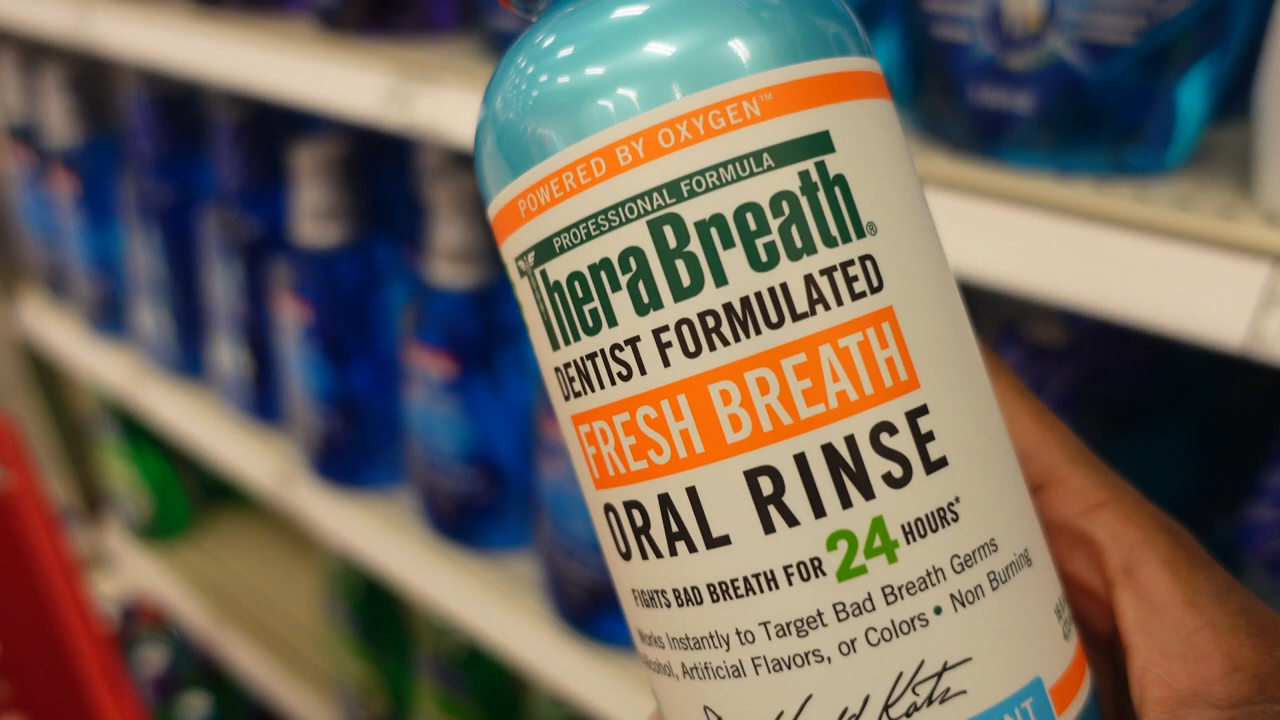 POWERED BY OXYGEN™
PROFESSIONAL FORMULA
TheraBreath®
DENTIST FORMULATED
FRESH BREATH
ORAL RINSE
FIGHTS BAD BREATH FOR 24 HOURS*
Works Instantly to Target Bad Breath Germs
Alcohol, Artificial Flavors, or Colors • Non Burning
Katz